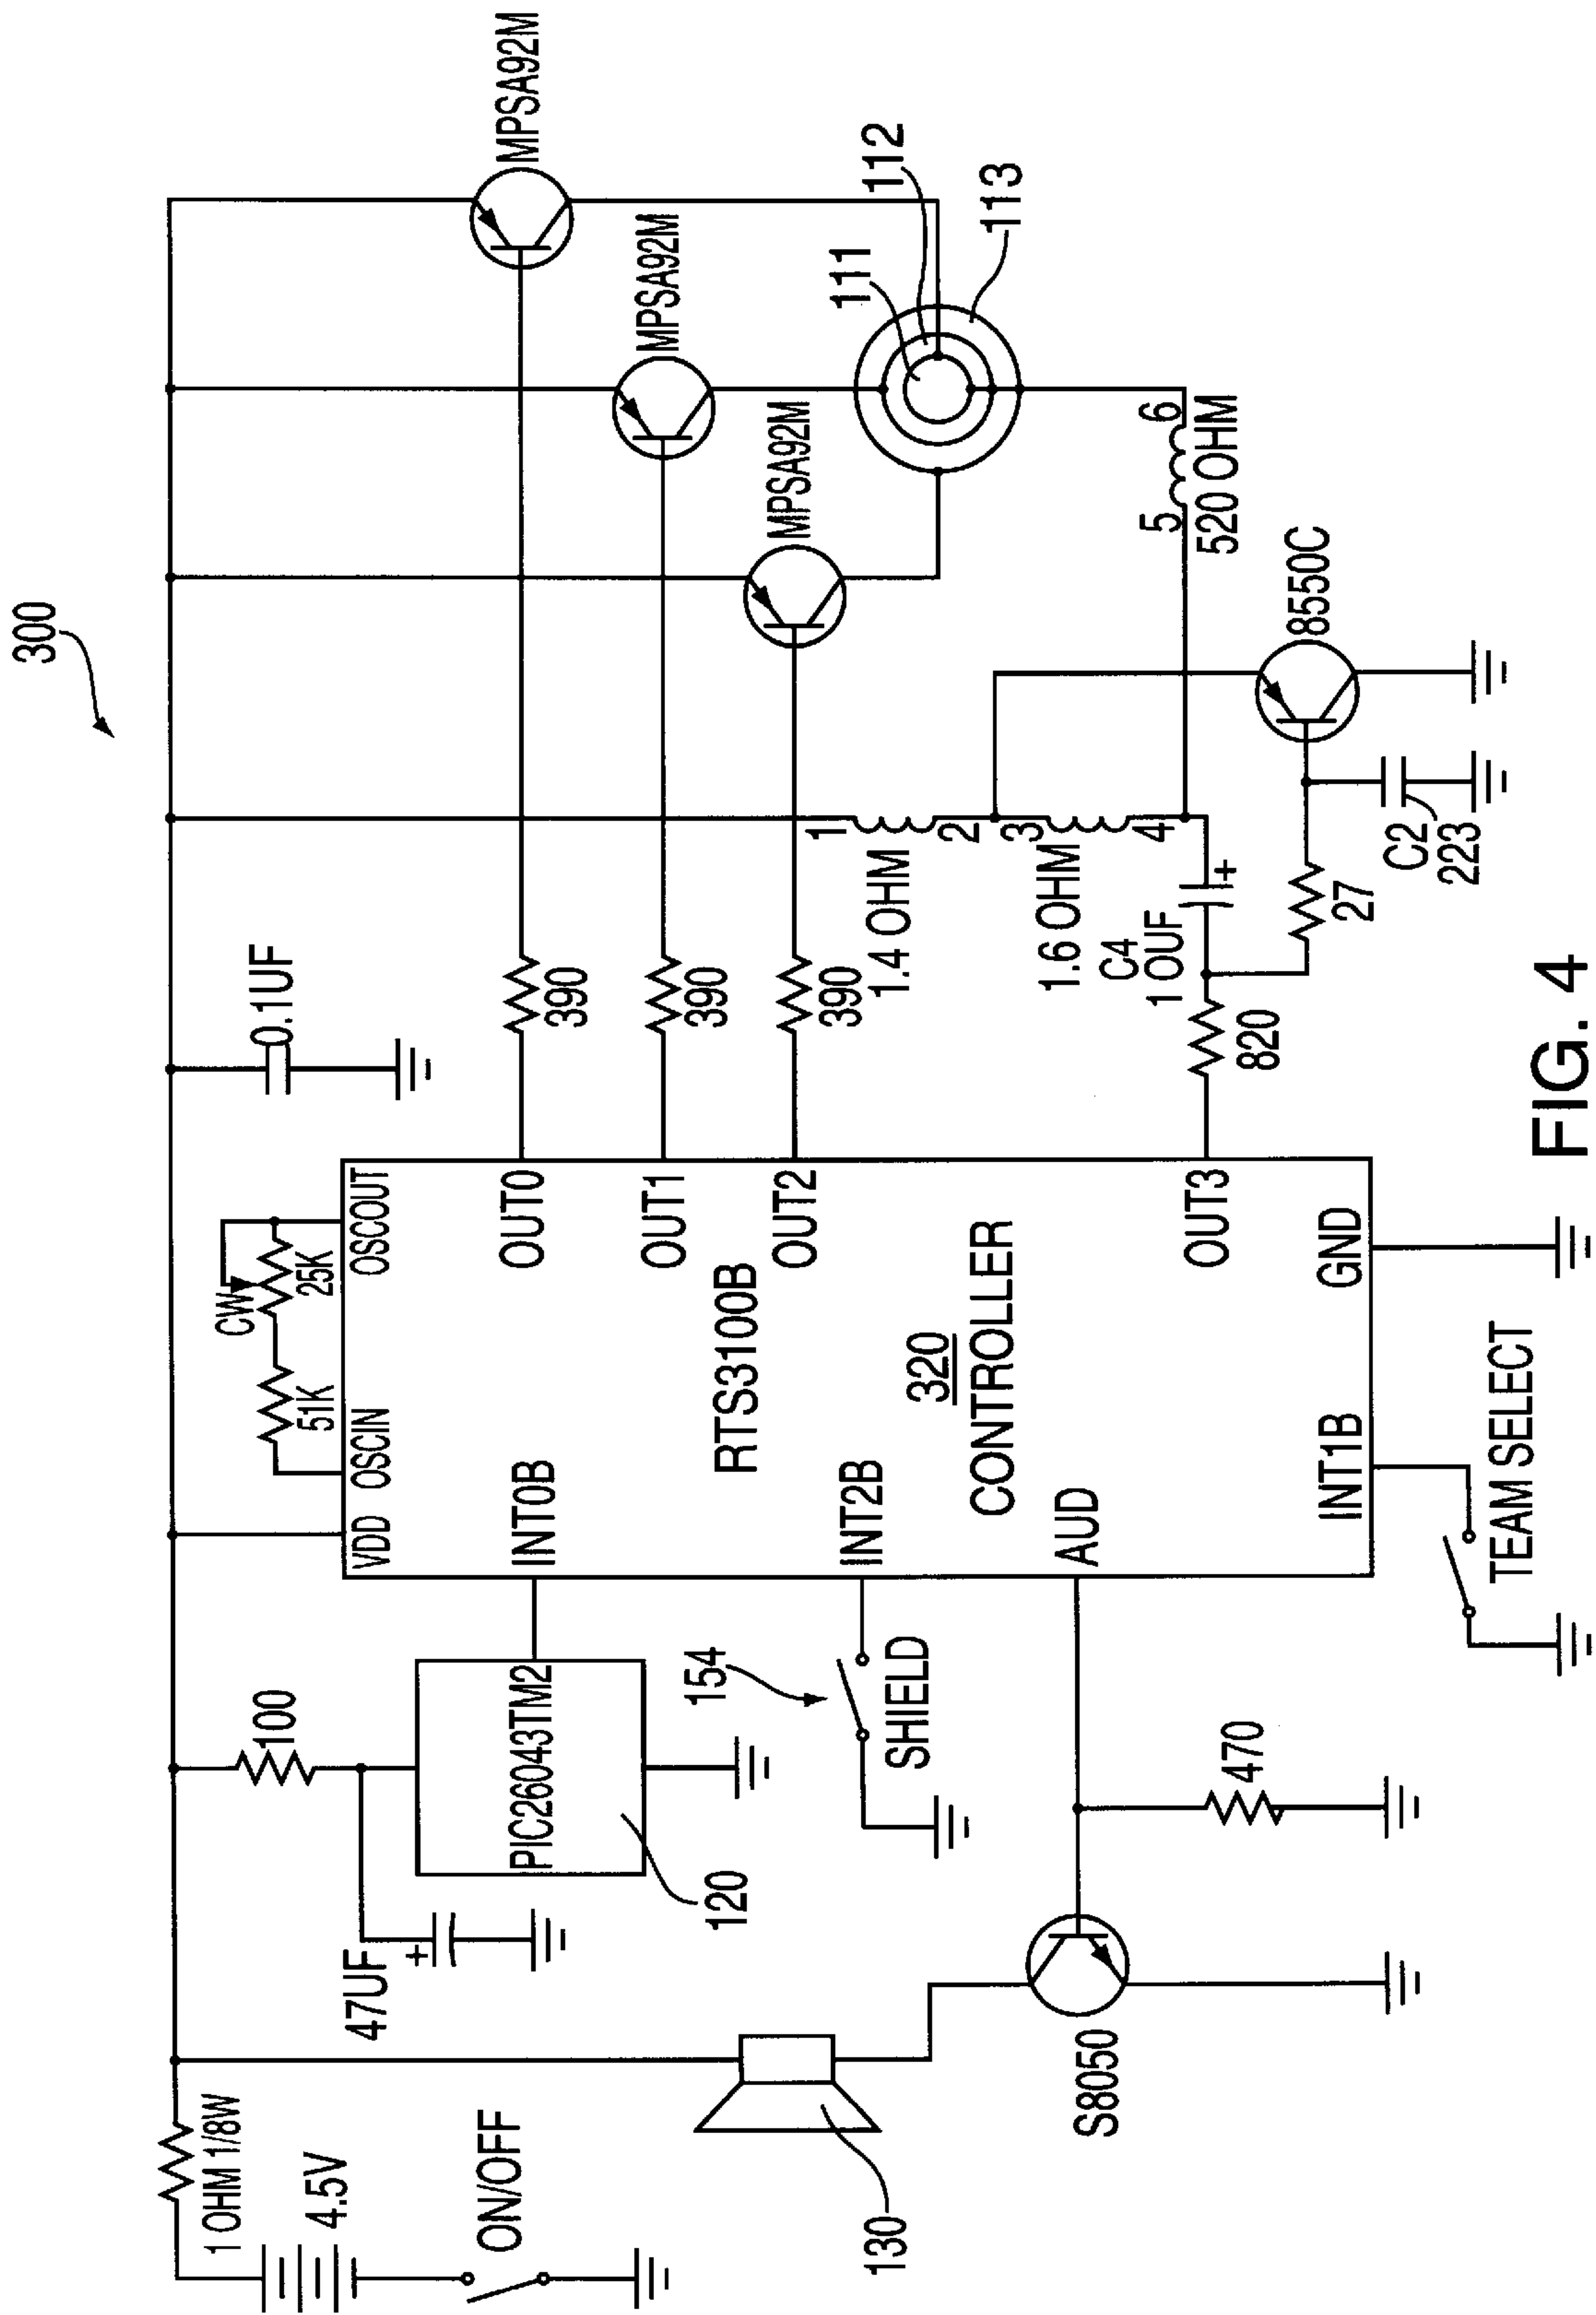 300
1 OHM 1/8W
4.5V
ON/OFF
47UF
+
100
PIC26043TM2
120
130
S8050
470
154
SHIELD
TEAM SELECT
VDD
OSCIN
OSCOUT
51K
25K
CW
INT0B
INT2B
AUD
INT1B
GND
RTS3100B
320
CONTROLLER
OUT0
OUT1
OUT2
OUT3
0.1UF
390
390
390
820
MPSA92M
MPSA92M
MPSA92M
111
112
113
1
1.4 OHM
2
3
1.6 OHM
4
C4
10UF
+
5
6
520 OHM
27
C2
223
8550C
FIG. 4